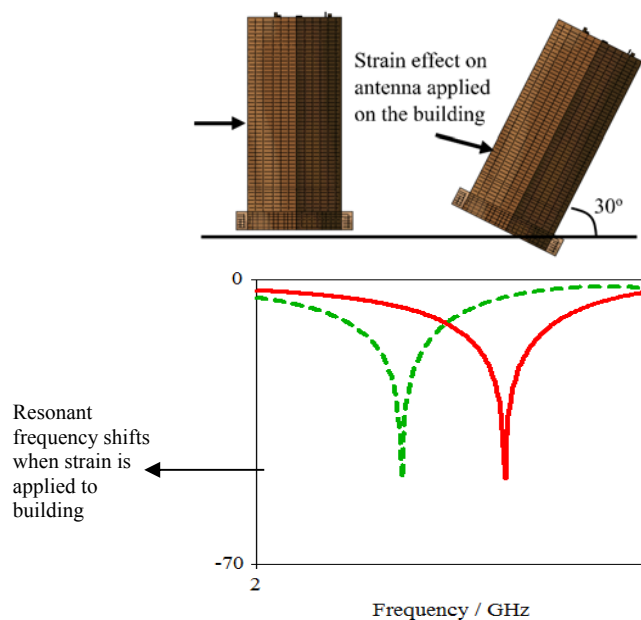 Strain effect on
antenna applied
on the building
30º
0
Resonant
frequency shifts
when strain is
applied to
building
-70
2
Frequency / GHz